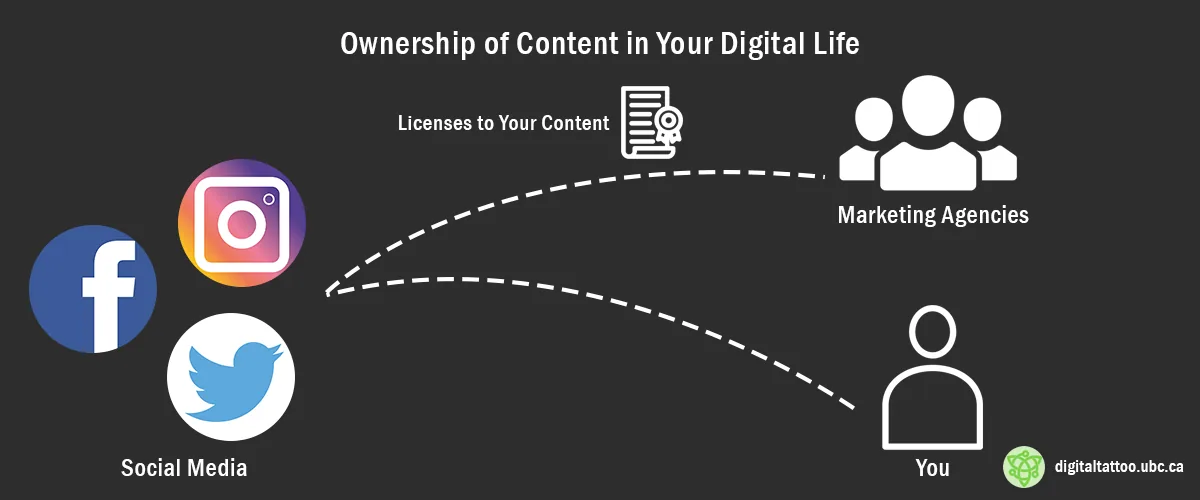 Ownership of Content in Your Digital Life
Licenses to Your Content
Marketing Agencies
Social Media
You
digitaltattoo.ubc.ca